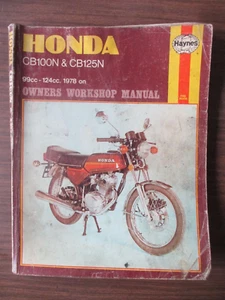 HONDA
CB100N & CB125N
99cc - 124cc. 1978 on
OWNERS WORKSHOP MANUAL
Haynes
HONDA